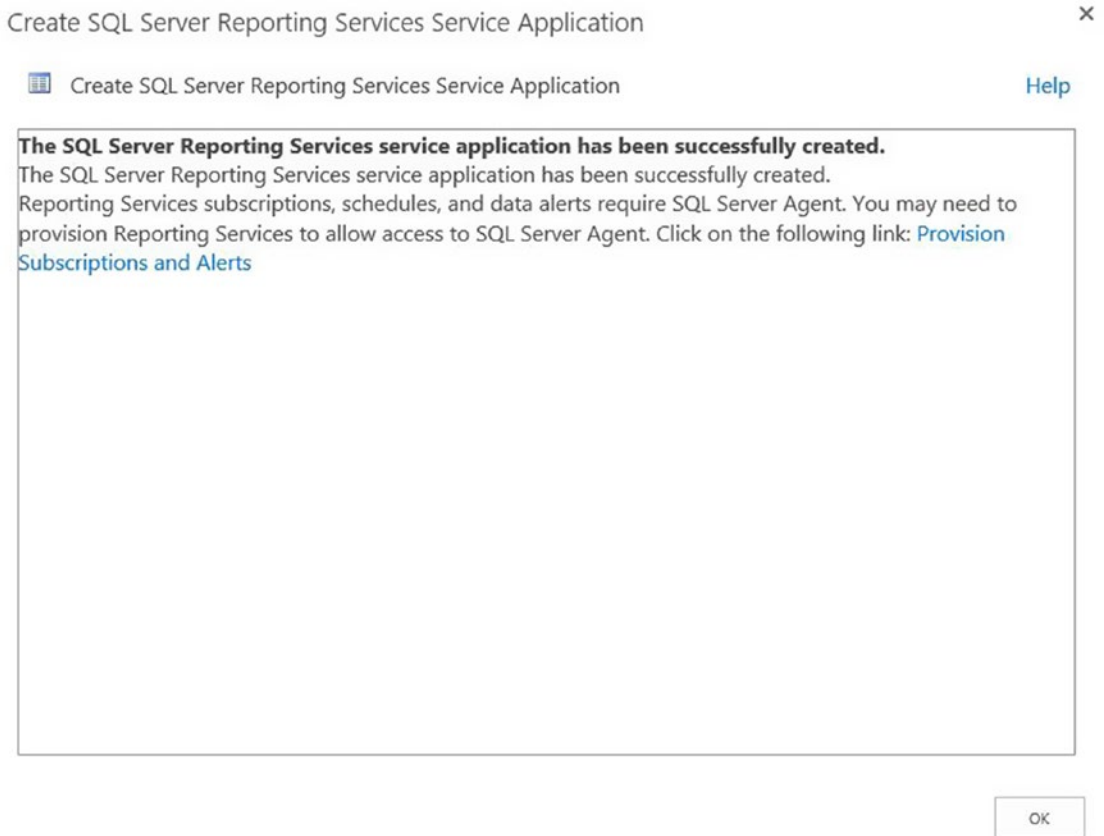 Create SQL Server Reporting Services Service Application ×
Create SQL Server Reporting Services Service Application Help
The SQL Server Reporting Services service application has been successfully created.
The SQL Server Reporting Services service application has been successfully created.
Reporting Services subscriptions, schedules, and data alerts require SQL Server Agent. You may need to
provision Reporting Services to allow access to SQL Server Agent. Click on the following link: Provision
Subscriptions and Alerts
OK